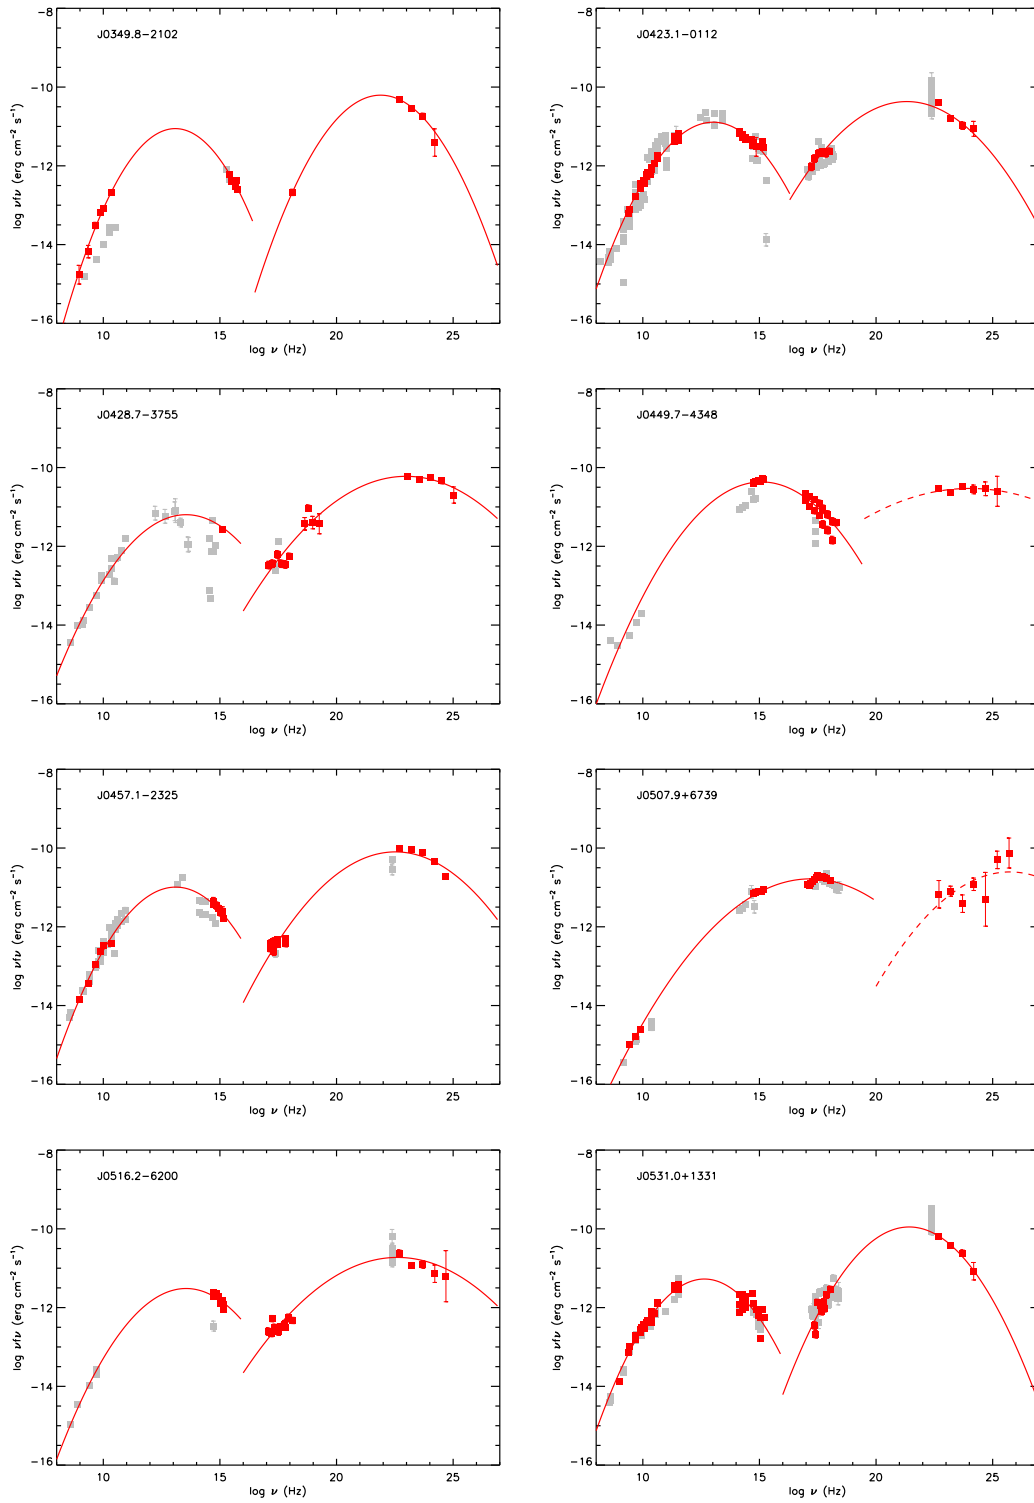 J0349.8−2102
log νfν (erg cm−2 s−1)
−8
−10
−12
−14
−16
10 15 20 25
log ν (Hz)
J0423.1−0112
log νfν (erg cm−2 s−1)
−8
−10
−12
−14
−16
10 15 20 25
log ν (Hz)
J0428.7−3755
log νfν (erg cm−2 s−1)
−8
−10
−12
−14
−16
10 15 20 25
log ν (Hz)
J0449.7−4348
log νfν (erg cm−2 s−1)
−8
−10
−12
−14
−16
10 15 20 25
log ν (Hz)
J0457.1−2325
log νfν (erg cm−2 s−1)
−8
−10
−12
−14
−16
10 15 20 25
log ν (Hz)
J0507.9+6739
log νfν (erg cm−2 s−1)
−8
−10
−12
−14
−16
10 15 20 25
log ν (Hz)
J0516.2−6200
log νfν (erg cm−2 s−1)
−8
−10
−12
−14
−16
10 15 20 25
log ν (Hz)
J0531.0+1331
log νfν (erg cm−2 s−1)
−8
−10
−12
−14
−16
10 15 20 25
log ν (Hz)